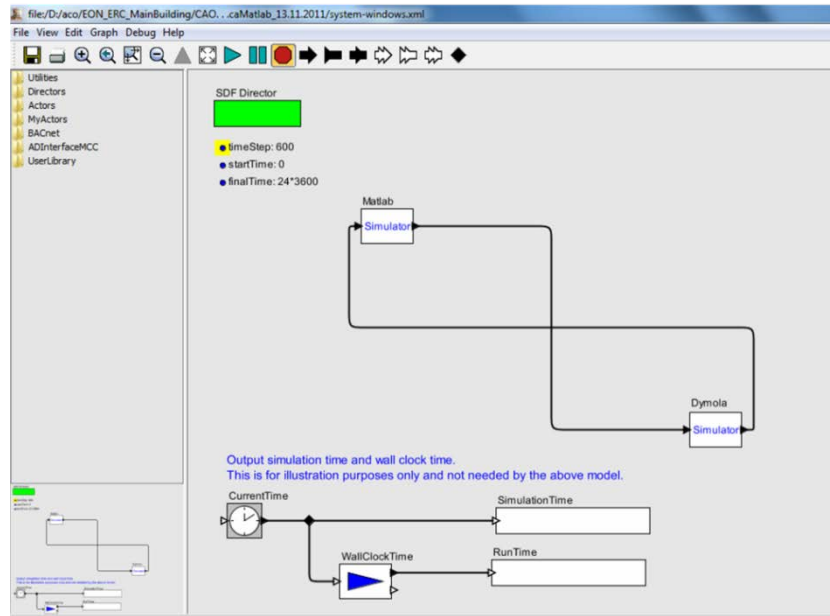 file:/D:/aco/EON_ERC_MainBuilding/CAO. . .caMatlab_13.11.2011/system-windows.xml
File View Edit Graph Debug Help
Utilities
Directors
Actors
MyActors
BACnet
ADInterfaceMCC
UserLibrary
SDF Director
timeStep: 600
startTime: 0
finalTime: 24*3600
Matlab
Simulator
Dymola
Simulator
Output simulation time and wall clock time.
This is for illustration purposes only and not needed by the above model.
CurrentTime
SimulationTime
WallClockTime
RunTime